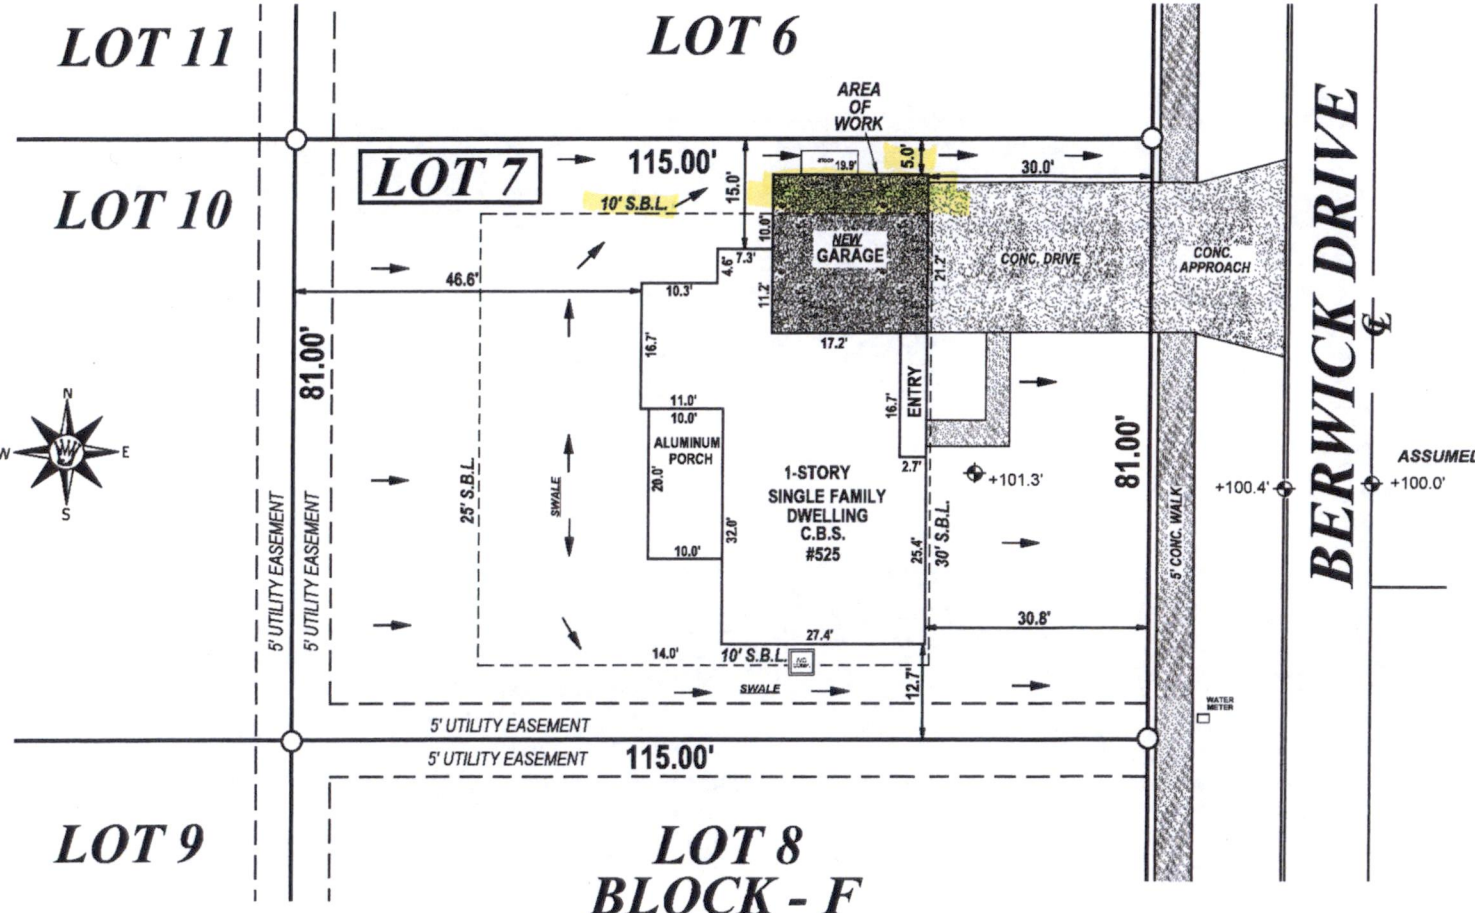 LOT 11
LOT 6
AREA
OF
WORK
115.00'
STOOP
19.9'
5.0'
30.0'
LOT 7
10' S.B.L.
15.0'
LOT 10
10.0'
NEW
GARAGE
CONC. DRIVE
CONC.
APPROACH
BERWICK DRIVE
7.3'
4.6'
21.2'
46.6'
10.3'
11.2'
17.2'
81.00'
16.7'
11.0'
10.0'
ENTRY
16.7'
ALUMINUM
PORCH
20.0'
2.7'
N
W
E
S
25' S.B.L.
SWALE
1-STORY
SINGLE FAMILY
DWELLING
C.B.S.
#525
+101.3'
81.00'
ASSUMED
+100.4'
+100.0'
5' UTILITY EASEMENT
5' UTILITY EASEMENT
32.0'
10.0'
25.4'
30' S.B.L.
5' CONC. WALK
27.4'
30.8'
14.0'
10' S.B.L.
A/C
12.7'
SWALE
WATER
METER
5' UTILITY EASEMENT
5' UTILITY EASEMENT
115.00'
LOT 9
LOT 8
BLOCK - F